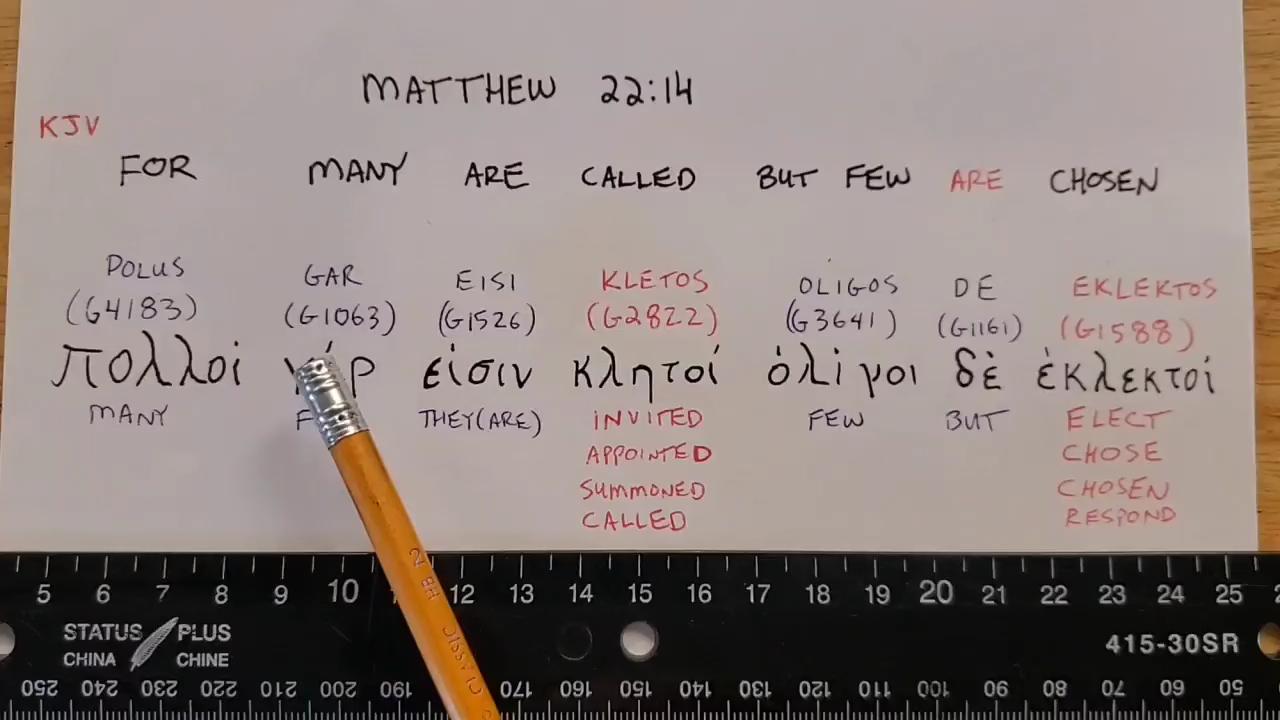 MATTHEW 22:14
KJV
FOR MANY ARE CALLED BUT FEW ARE CHOSEN
POLUS GAR EISI KLETOS OLIGOS DE EKLEKTOS
(G4183) (G1063) (G1526) (G2822) (G3641) (G1161) (G1588)
πολλοί εἰσιν κλητοί ὀλίγοι δὲ ἐκλεκτοί
MANY THEY(ARE) INVITED FEW BUT ELECT
APPOINTED CHOSE
SUMMONED CHOSEN
CALLED RESPOND
5 6 7 8 9 10 12 13 14 15 16 17 18 19 20 21 22 23 24 25
STATUS PLUS
CHINA CHINE
415-30SR
250 240 230 220 210 200 190 170 160 150 140 130 120 110 100 90 80 70 60 50